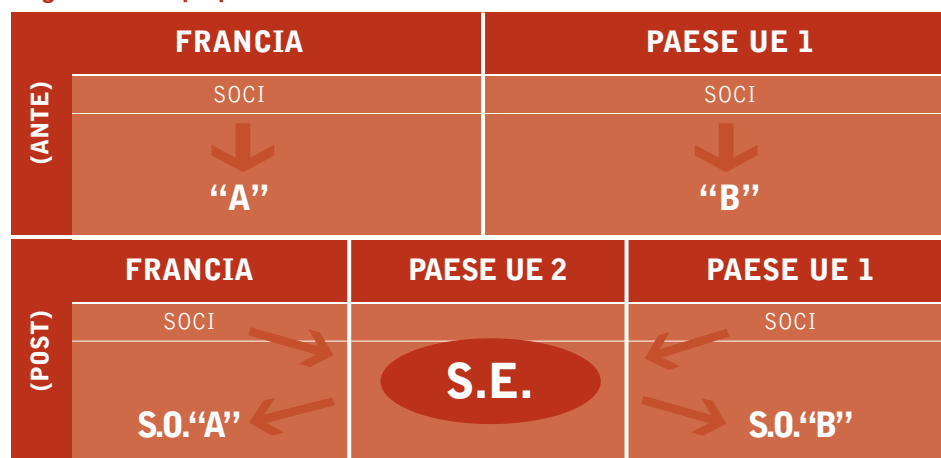 FRANCIA PAESE UE 1
SOCI SOCI
(ANTE)
“A” “B”
FRANCIA PAESE UE 2 PAESE UE 1
SOCI SOCI
(POST)
S.E.
S.O.“A” S.O.“B”